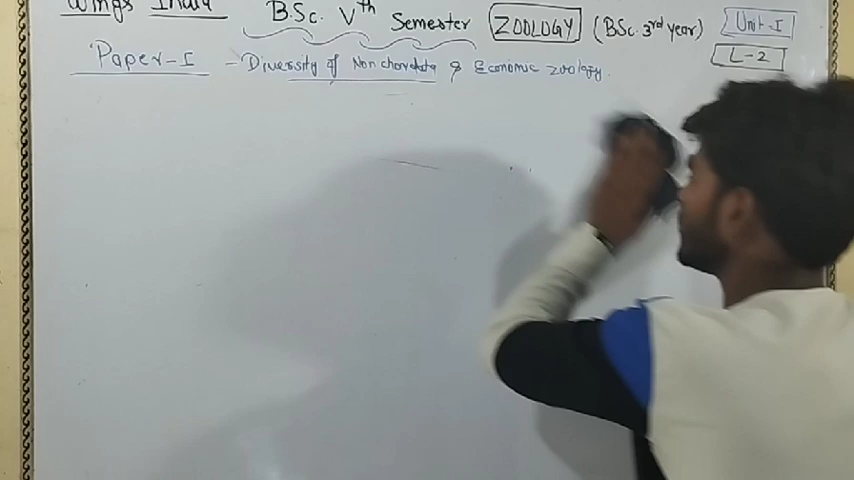 Wings India B.Sc. Vth Semester ZOOLOGY (BSc. 3rd year) Unit-I
L-2
Paper-I - Diversity of Non chordata & Economic zoology.